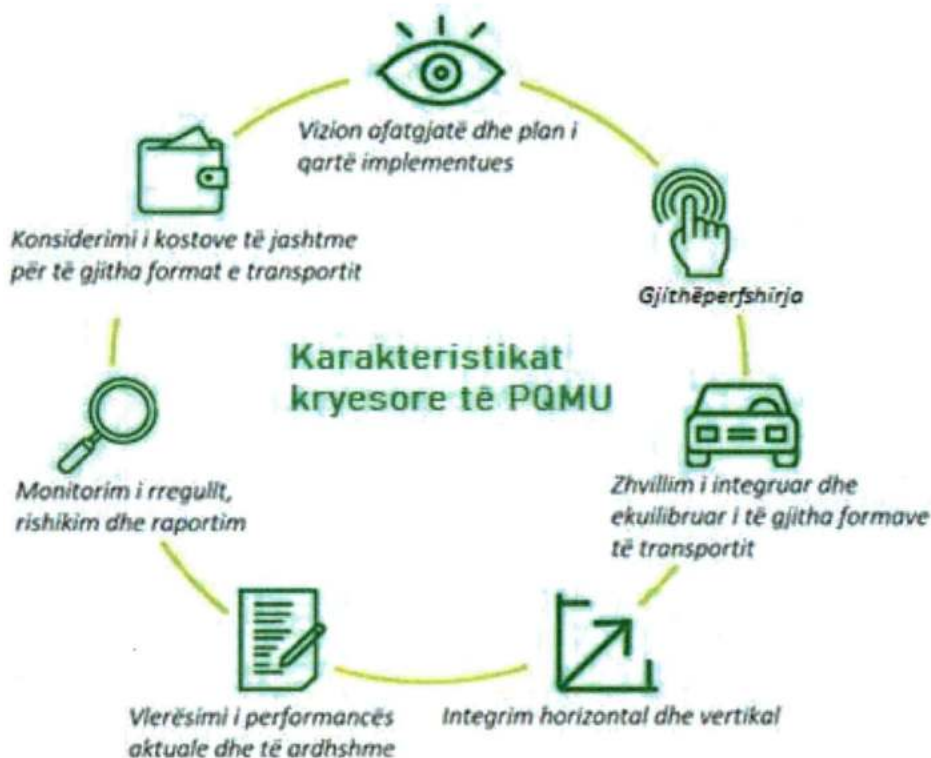 Vizion afatgjatë dhe plan i
qartë implementues
Gjithëperfshirja
Zhvillim i integruar dhe
ekuilibruar i të gjitha formave
të transportit
Integrim horizontal dhe vertikal
Vlerësimi i performancës
aktuale dhe të ardhshme
Monitorim i rregullt,
rishikim dhe raportim
Konsiderimi i kostove të jashtme
për të gjitha format e transportit
Karakteristikat
kryesore të PQMU